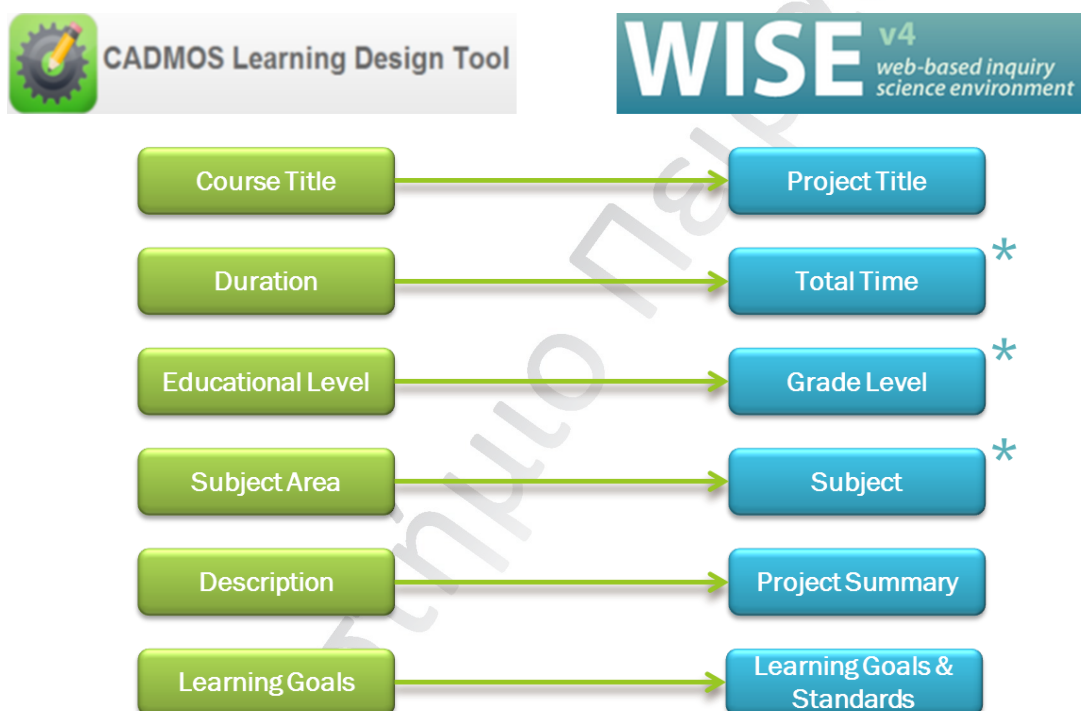 CADMOS Learning Design Tool
WISE v4
web-based inquiry
science environment
Course Title
Project Title
Duration
Total Time
*
Educational Level
Grade Level
*
Subject Area
Subject
*
Description
Project Summary
Learning Goals
Learning Goals &
Standards